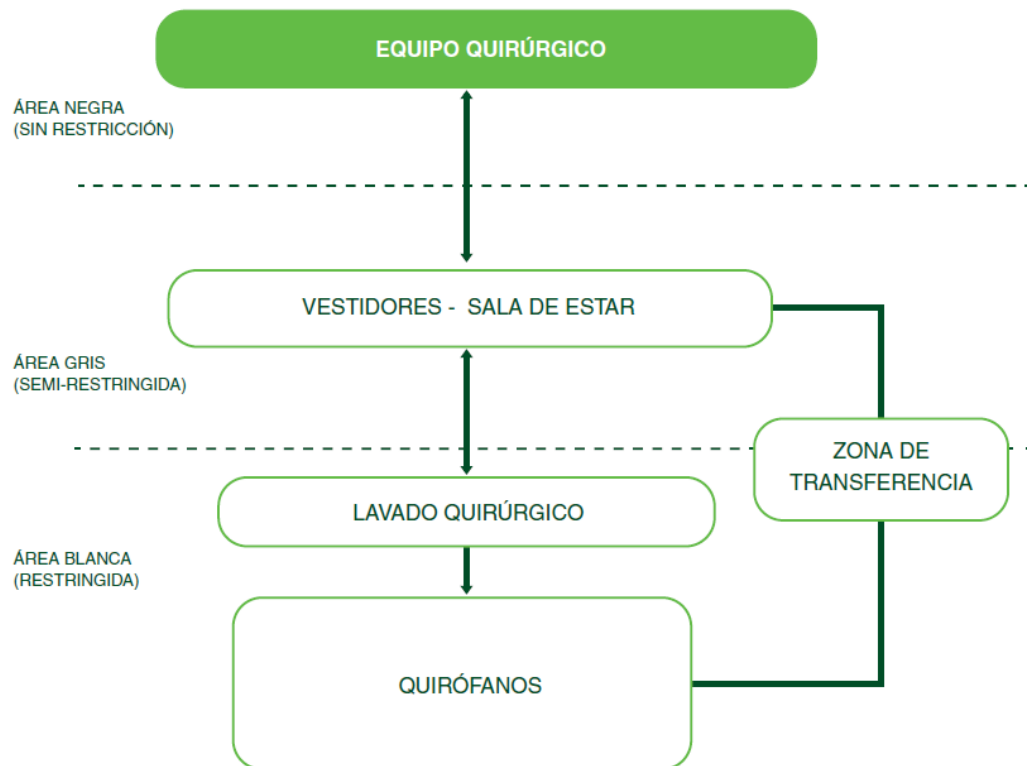 EQUIPO QUIRÚRGICO
ÁREA NEGRA
(SIN RESTRICCIÓN)
VESTIDORES - SALA DE ESTAR
ÁREA GRIS
(SEMI-RESTRINGIDA)
ZONA DE
TRANSFERENCIA
LAVADO QUIRÚRGICO
ÁREA BLANCA
(RESTRINGIDA)
QUIRÓFANOS